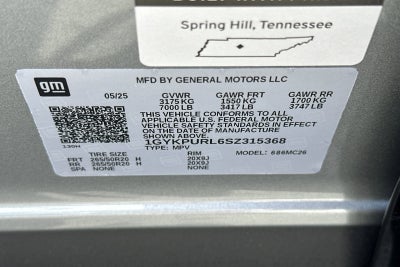 Spring Hill, Tennessee
gm
MFD BY GENERAL MOTORS LLC
05/25 GVWR GAWR FRT GAWR RR
3175 KG 1550 KG 1700 KG
7000 LB 3417 LB 3747 LB
THIS VEHICLE CONFORMS TO ALL
APPLICABLE U.S. FEDERAL MOTOR
VEHICLE SAFETY STANDARDS IN EFFECT
ON THE DATE OF MANUFACTURE
SHOWN ABOVE.
1GYKPURL6SZ315368
TYPE: MPV MODEL: 686MC26
TIRE SIZE RIM
FRT 265/50R20 H 20X9J
RR 265/50R20 H 20X9J
SPA NONE NONE